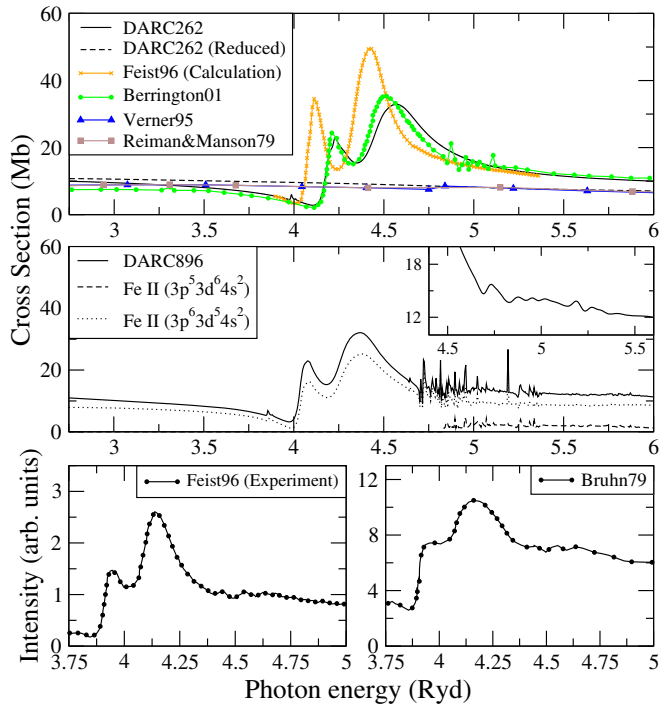 60
40
20
0
Cross Section (Mb)
DARC262
DARC262 (Reduced)
Feist96 (Calculation)
Berrington01
Verner95
Reiman&Manson79
3 3.5 4 4.5 5 5.5 6
60
40
20
0
DARC896
Fe II (3p⁵3d⁶4s²)
Fe II (3p⁶3d⁵4s²)
18
15
12
4.5 5 5.5
3 3.5 4 4.5 5 5.5 6
Intensity (arb. units)
3
2
1
0
Feist96 (Experiment)
3.75 4 4.25 4.5 4.75 5
12
8
4
0
Bruhn79
3.75 4 4.25 4.5 4.75 5
Photon energy (Ryd)